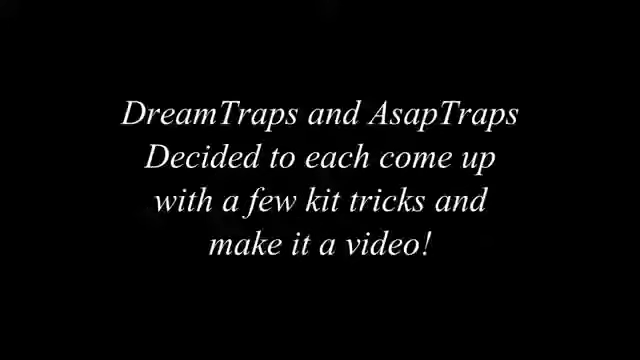 DreamTraps and AsapTraps
Decided to each come up
with a few kit tricks and
make it a video!